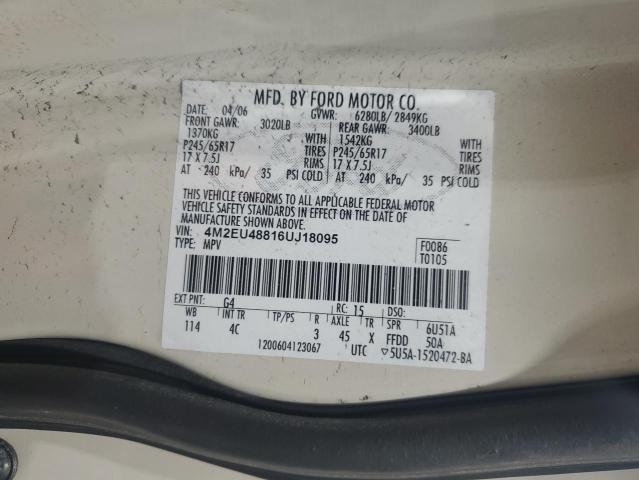 MFD. BY FORD MOTOR CO.
DATE: 04/06 GVWR: 6280LB/ 2849KG
FRONT GAWR: 3020LB REAR GAWR: 3400LB
1370KG WITH 1542KG WITH
P245/65R17 TIRES P245/65R17 TIRES
17 X 7.5J RIMS 17 X 7.5J RIMS
AT 240 kPa/ 35 PSI COLD AT 240 kPa/ 35 PSI COLD
THIS VEHICLE CONFORMS TO ALL APPLICABLE FEDERAL MOTOR
VEHICLE SAFETY STANDARDS IN EFFECT ON THE DATE OF
MANUFACTURE SHOWN ABOVE.
VIN: 4M2EU48816UJ18095 F0086
TYPE: MPV T0105
EXT PNT: G4 RC: 15 DSO:
WB INT TR TP/PS R AXLE TR SPR 6U51A
114 4C 3 45 X FFDD 50A
1200604123067 UTC ▽5U5A-1520472-BA